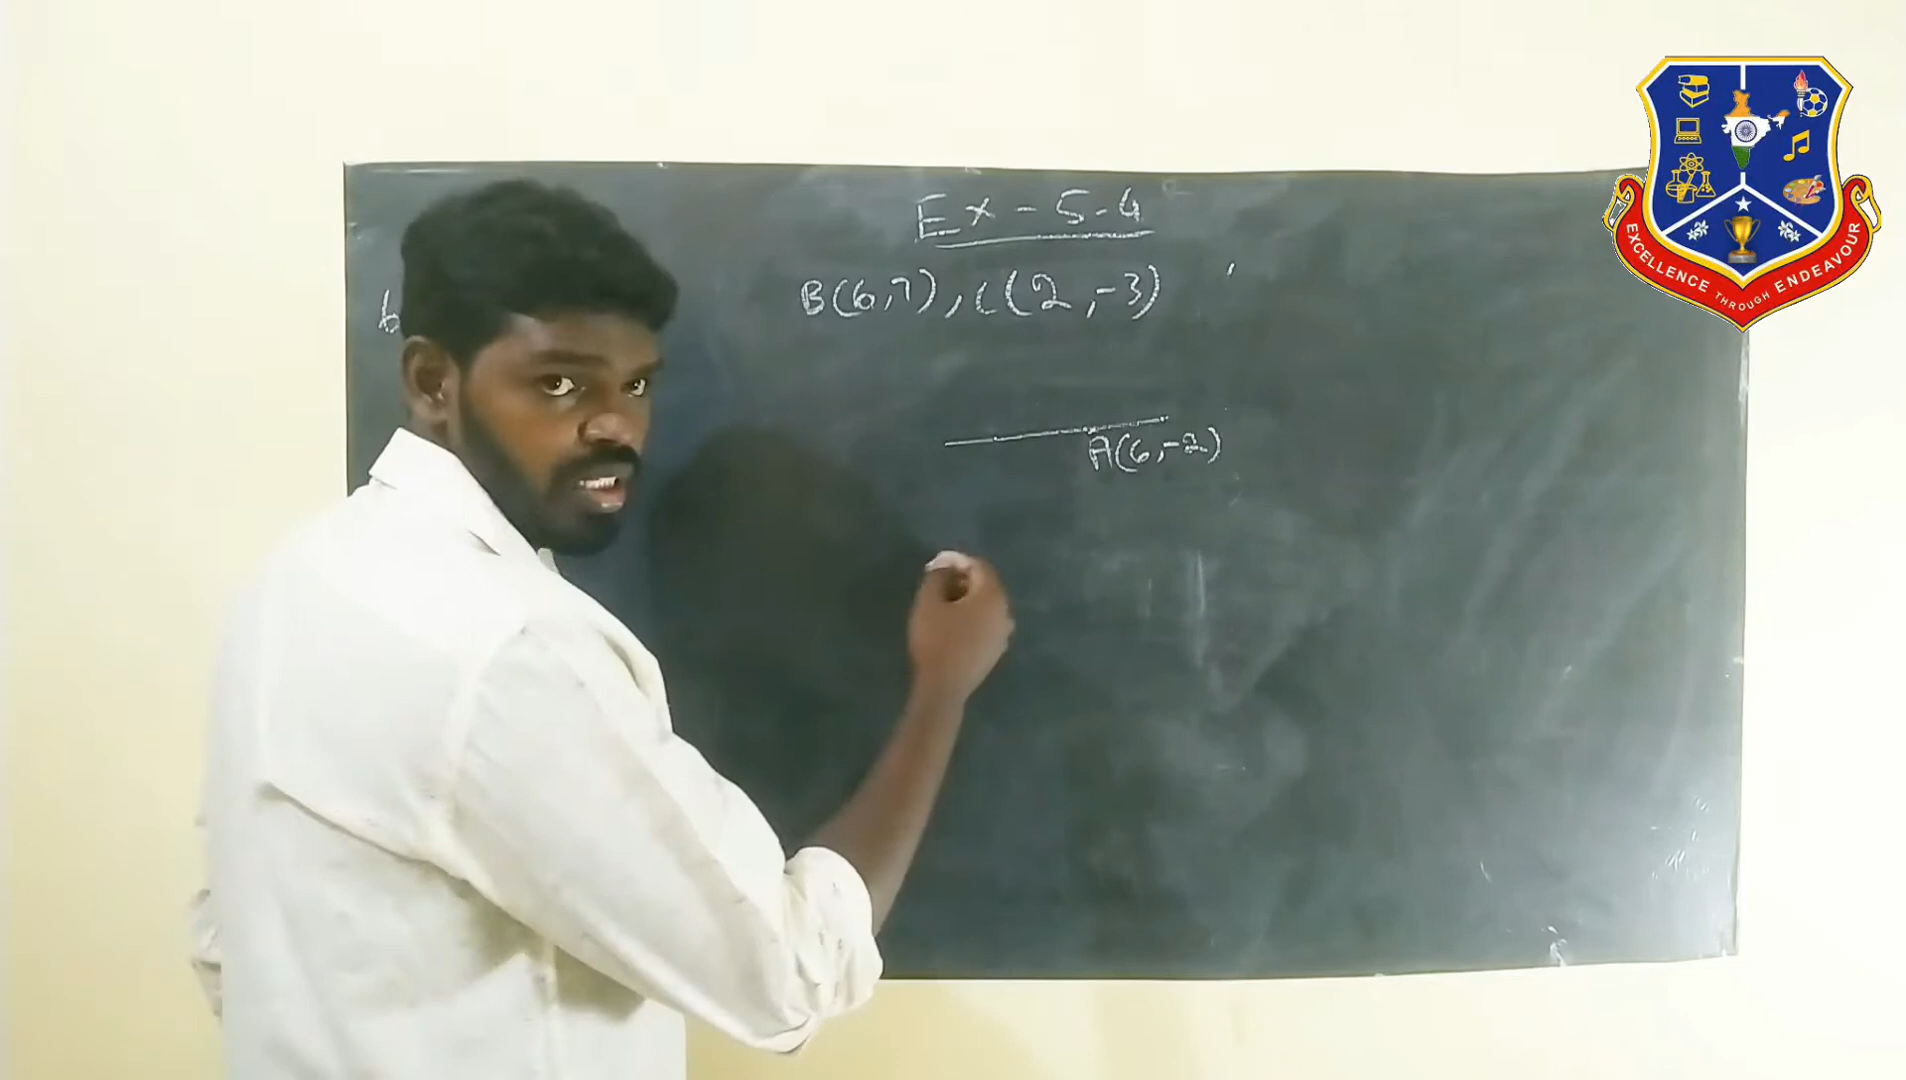 Ex - 5.4
B(6,7), C(2,-3)
A(6,-2)
EXCELLENCE THROUGH ENDEAVOUR